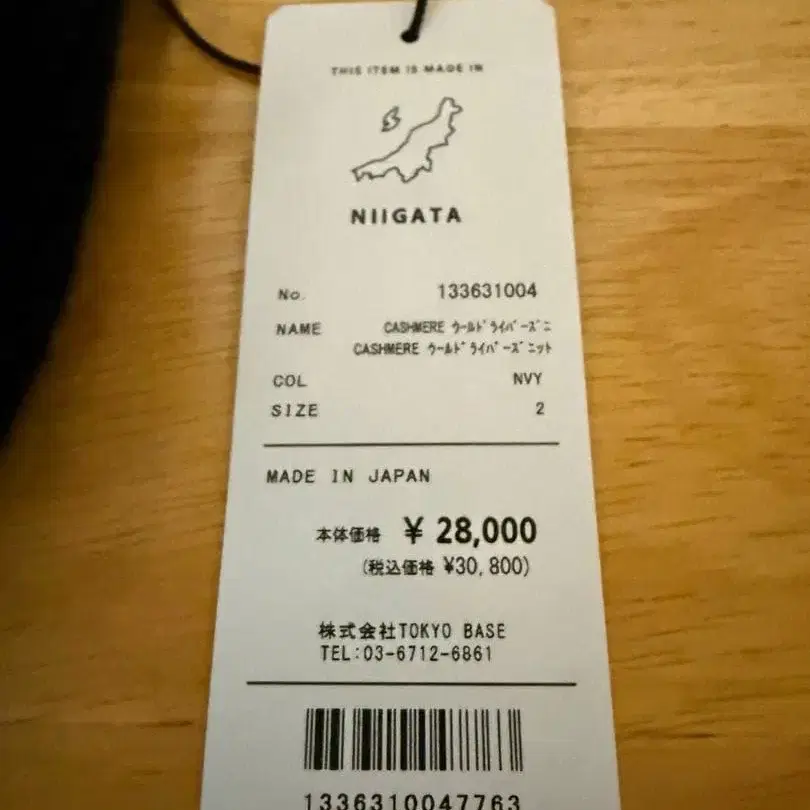 THIS ITEM IS MADE IN
NIIGATA
No. 133631004
NAME CASHMERE ウールドライバーズニ
CASHMERE ウールドライバーズニット
COL NVY
SIZE 2
MADE IN JAPAN
本体価格 ¥ 28,000
(税込価格 ¥30,800)
株式会社TOKYO BASE
TEL:03-6712-6861
1336310047763